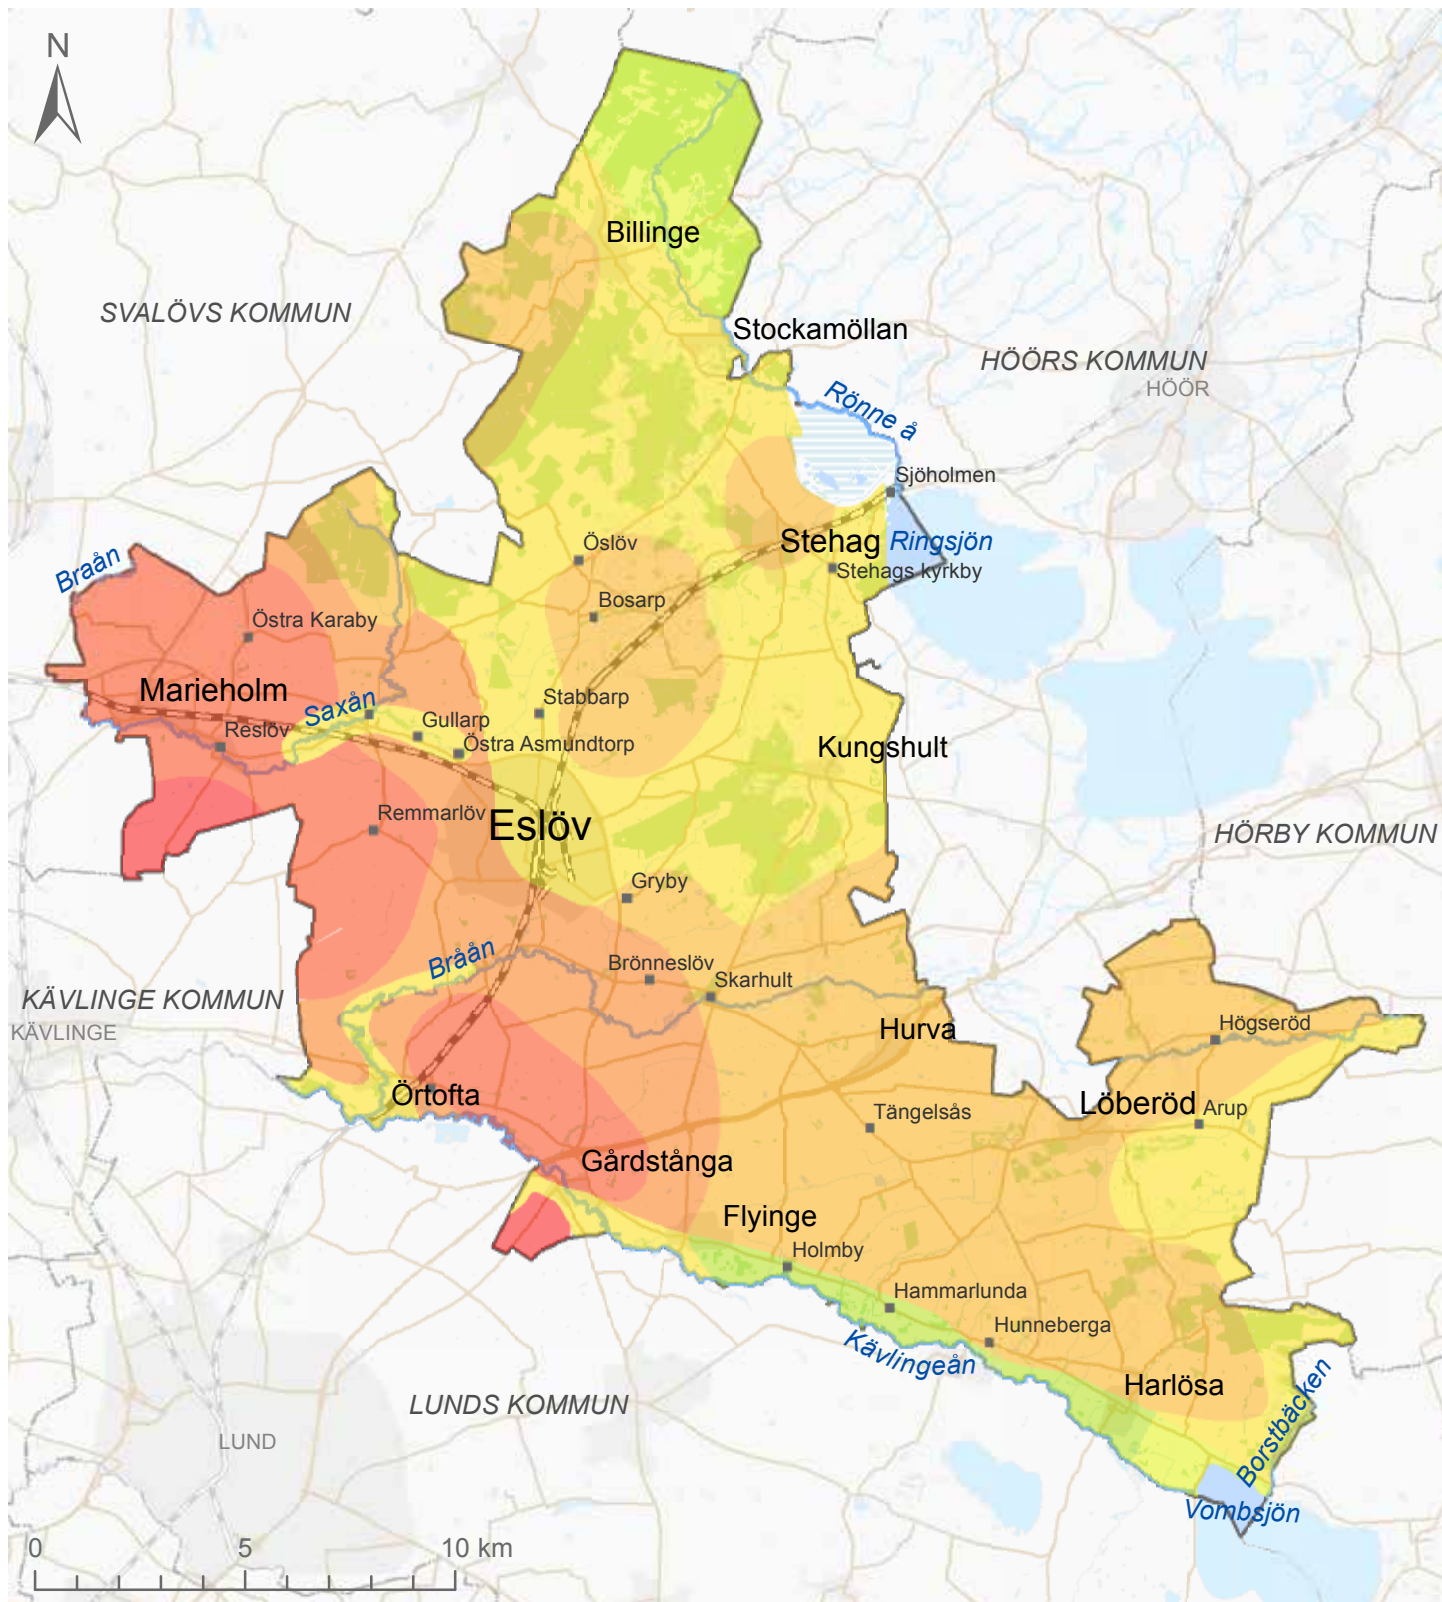 N
Billinge
SVALÖVS KOMMUN
Stockamöllan
HÖÖRS KOMMUN
HÖÖR
Rönne å
Sjöholmen
Öslöv
Stehag
Ringsjön
Braån
Stehags kyrkby
Bosarp
Östra Karaby
Marieholm
Saxån
Stabbarp
Reslöv
Gullarp
Östra Asmundtorp
Kungshult
Remmarlöv
Eslöv
HÖRBY KOMMUN
Gryby
Bråån
Brönneslöv
Skarhult
KÄVLINGE KOMMUN
KÄVLINGE
Hurva
Högseröd
Örtofta
Löberöd
Arup
Tängelsås
Gårdstånga
Flyinge
Holmby
Hammarlunda
Hunneberga
Kävlingeån
Harlösa
LUNDS KOMMUN
Borstbäcken
LUND
Vombsjön
0 5 10 km